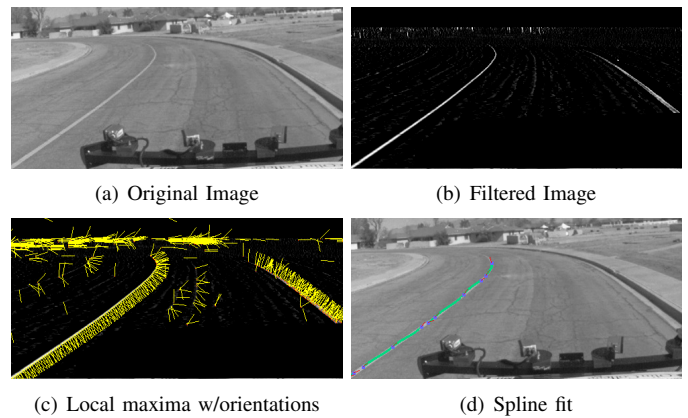 (a) Original Image
(b) Filtered Image
(c) Local maxima w/orientations
(d) Spline fit